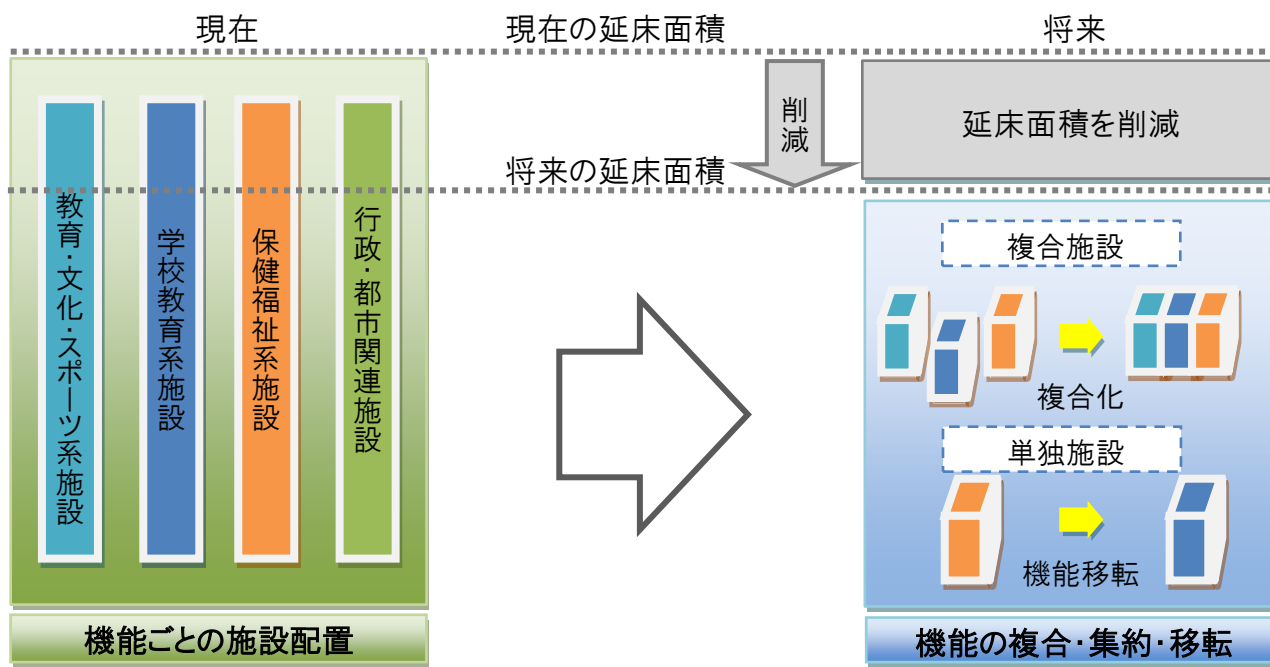 現在
現在の延床面積
将来
削減
延床面積を削減
将来の延床面積
教育・文化・スポーツ系施設
学校教育系施設
保健福祉系施設
行政・都市関連施設
複合施設
複合化
単独施設
機能移転
機能ごとの施設配置
機能の複合・集約・移転